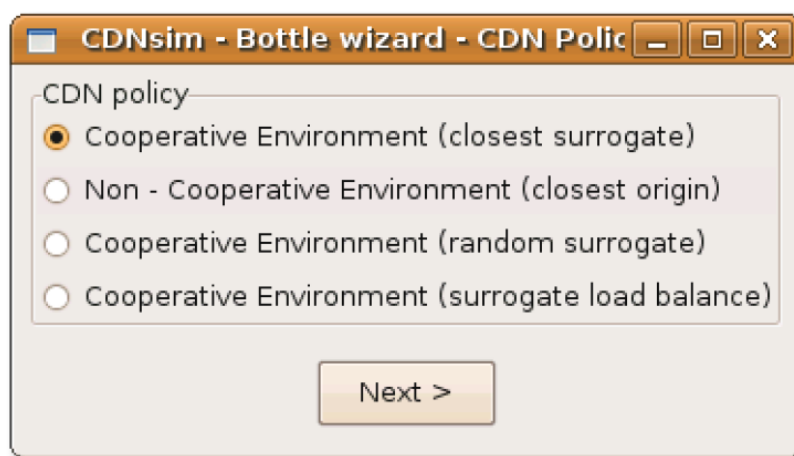 CDNsim - Bottle wizard - CDN Polic
CDN policy
Cooperative Environment (closest surrogate)
Non - Cooperative Environment (closest origin)
Cooperative Environment (random surrogate)
Cooperative Environment (surrogate load balance)
Next >